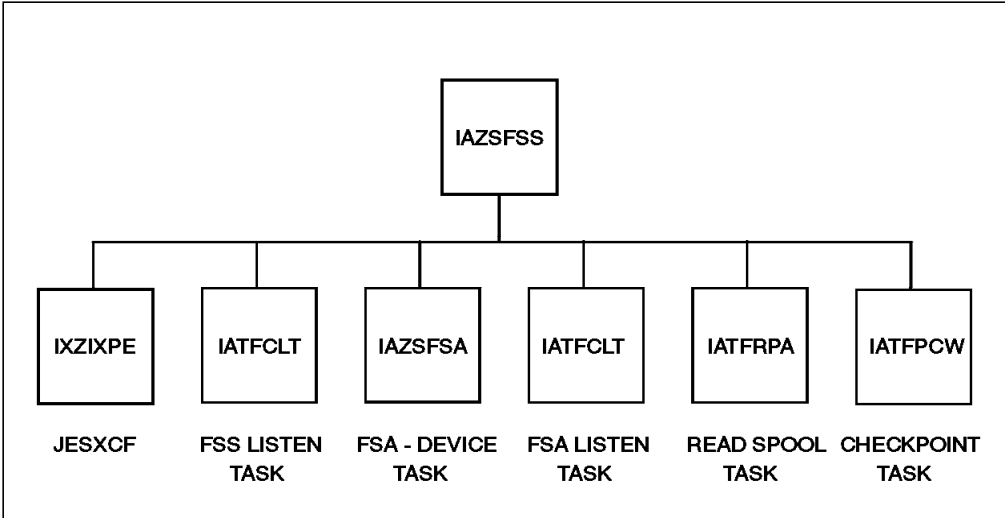 IAZSFSS
IXZIXPE IATFCLT IAZSFSA IATFCLT IATFRPA IATFPCW
JESXCF FSS LISTEN FSA - DEVICE FSA LISTEN READ SPOOL CHECKPOINT
TASK TASK TASK TASK TASK